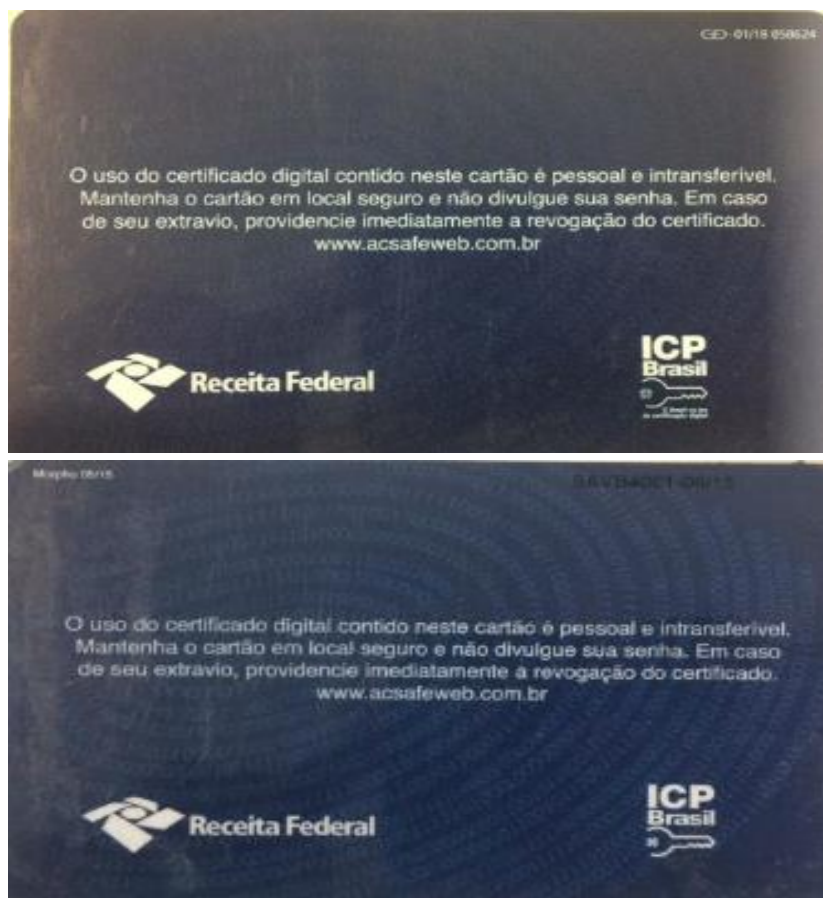 01/18 058624
O uso do certificado digital contido neste cartão é pessoal e intransferível.
Mantenha o cartão em local seguro e não divulgue sua senha. Em caso
de seu extravio, providencie imediatamente a revogação do certificado.
www.acsafeweb.com.br
Receita Federal
ICP
Brasil
Morpho 05/15
O uso do certificado digital contido neste cartão é pessoal e intransferível.
Mantenha o cartão em local seguro e não divulgue sua senha. Em caso
de seu extravio, providencie imediatamente a revogação do certificado.
www.acsafeweb.com.br
Receita Federal
ICP
Brasil